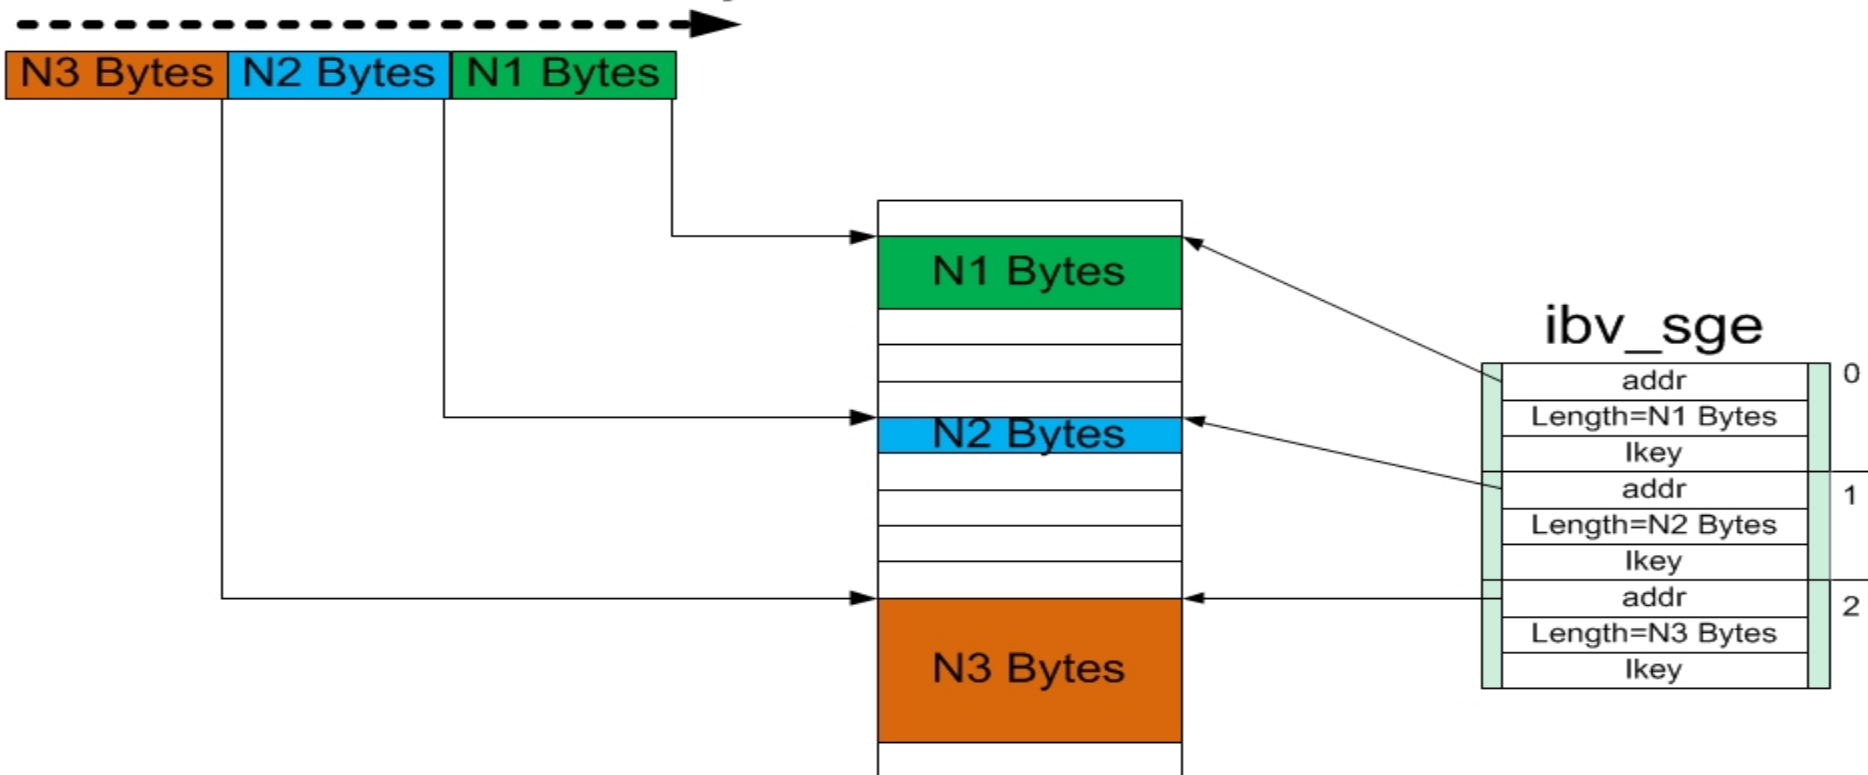 N3 Bytes N2 Bytes N1 Bytes
N1 Bytes
N2 Bytes
N3 Bytes
ibv_sge
addr 0
Length=N1 Bytes
lkey
addr 1
Length=N2 Bytes
lkey
addr 2
Length=N3 Bytes
lkey